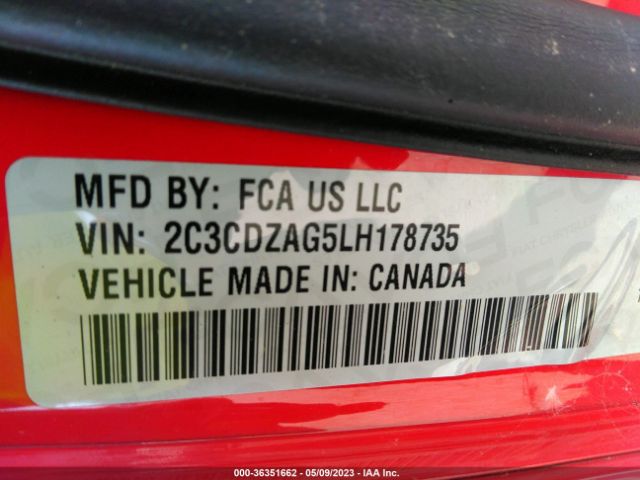 MFD BY: FCA US LLC
VIN: 2C3CDZAG5LH178735
VEHICLE MADE IN: CANADA
000-36351662 - 05/09/2023 - IAA Inc.